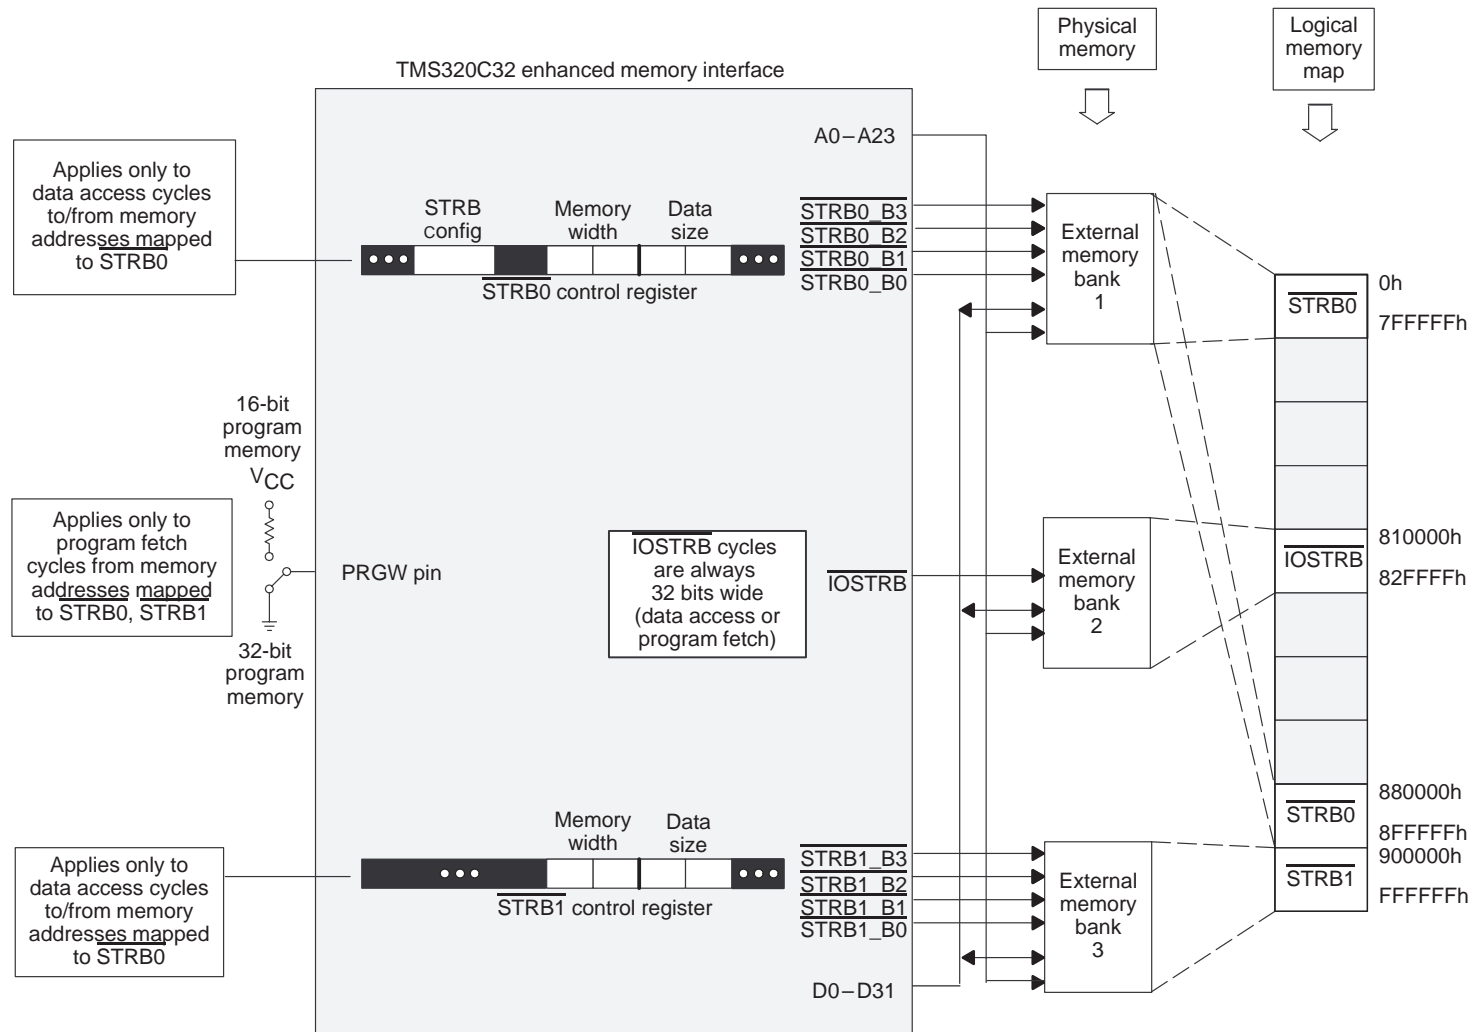 Physical
memory
Logical
memory
map
TMS320C32 enhanced memory interface
A0–A23
Applies only to
data access cycles
to/from memory
addresses mapped
to STRB0
STRB
config
Memory
width
Data
size
STRB0 control register
STRB0_B3
STRB0_B2
STRB0_B1
STRB0_B0
External
memory
bank
1
STRB0
0h
7FFFFFh
16-bit
program
memory
VCC
Applies only to
program fetch
cycles from memory
addresses mapped
to STRB0, STRB1
32-bit
program
memory
PRGW pin
IOSTRB cycles
are always
32 bits wide
(data access or
program fetch)
IOSTRB
External
memory
bank
2
IOSTRB
810000h
82FFFFh
STRB0
880000h
8FFFFFh
STRB1
900000h
FFFFFFh
Applies only to
data access cycles
to/from memory
addresses mapped
to STRB0
Memory
width
Data
size
STRB1 control register
STRB1_B3
STRB1_B2
STRB1_B1
STRB1_B0
External
memory
bank
3
D0–D31